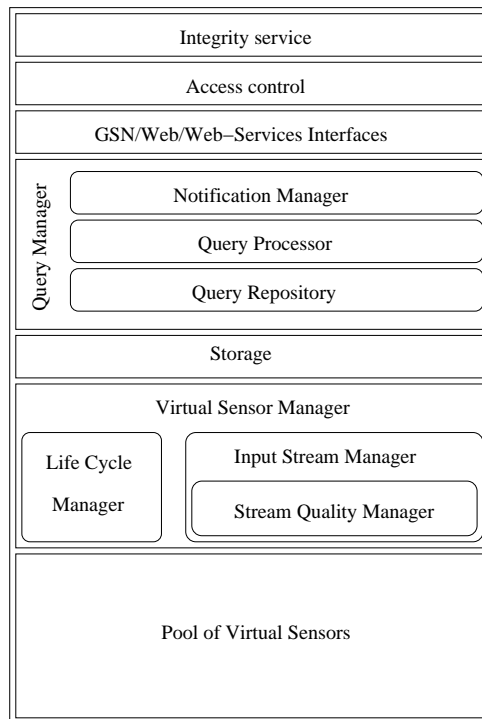 Integrity service
Access control
GSN/Web/Web–Services Interfaces
Query Manager
Notification Manager
Query Processor
Query Repository
Storage
Virtual Sensor Manager
Life Cycle
Manager
Input Stream Manager
Stream Quality Manager
Pool of Virtual Sensors